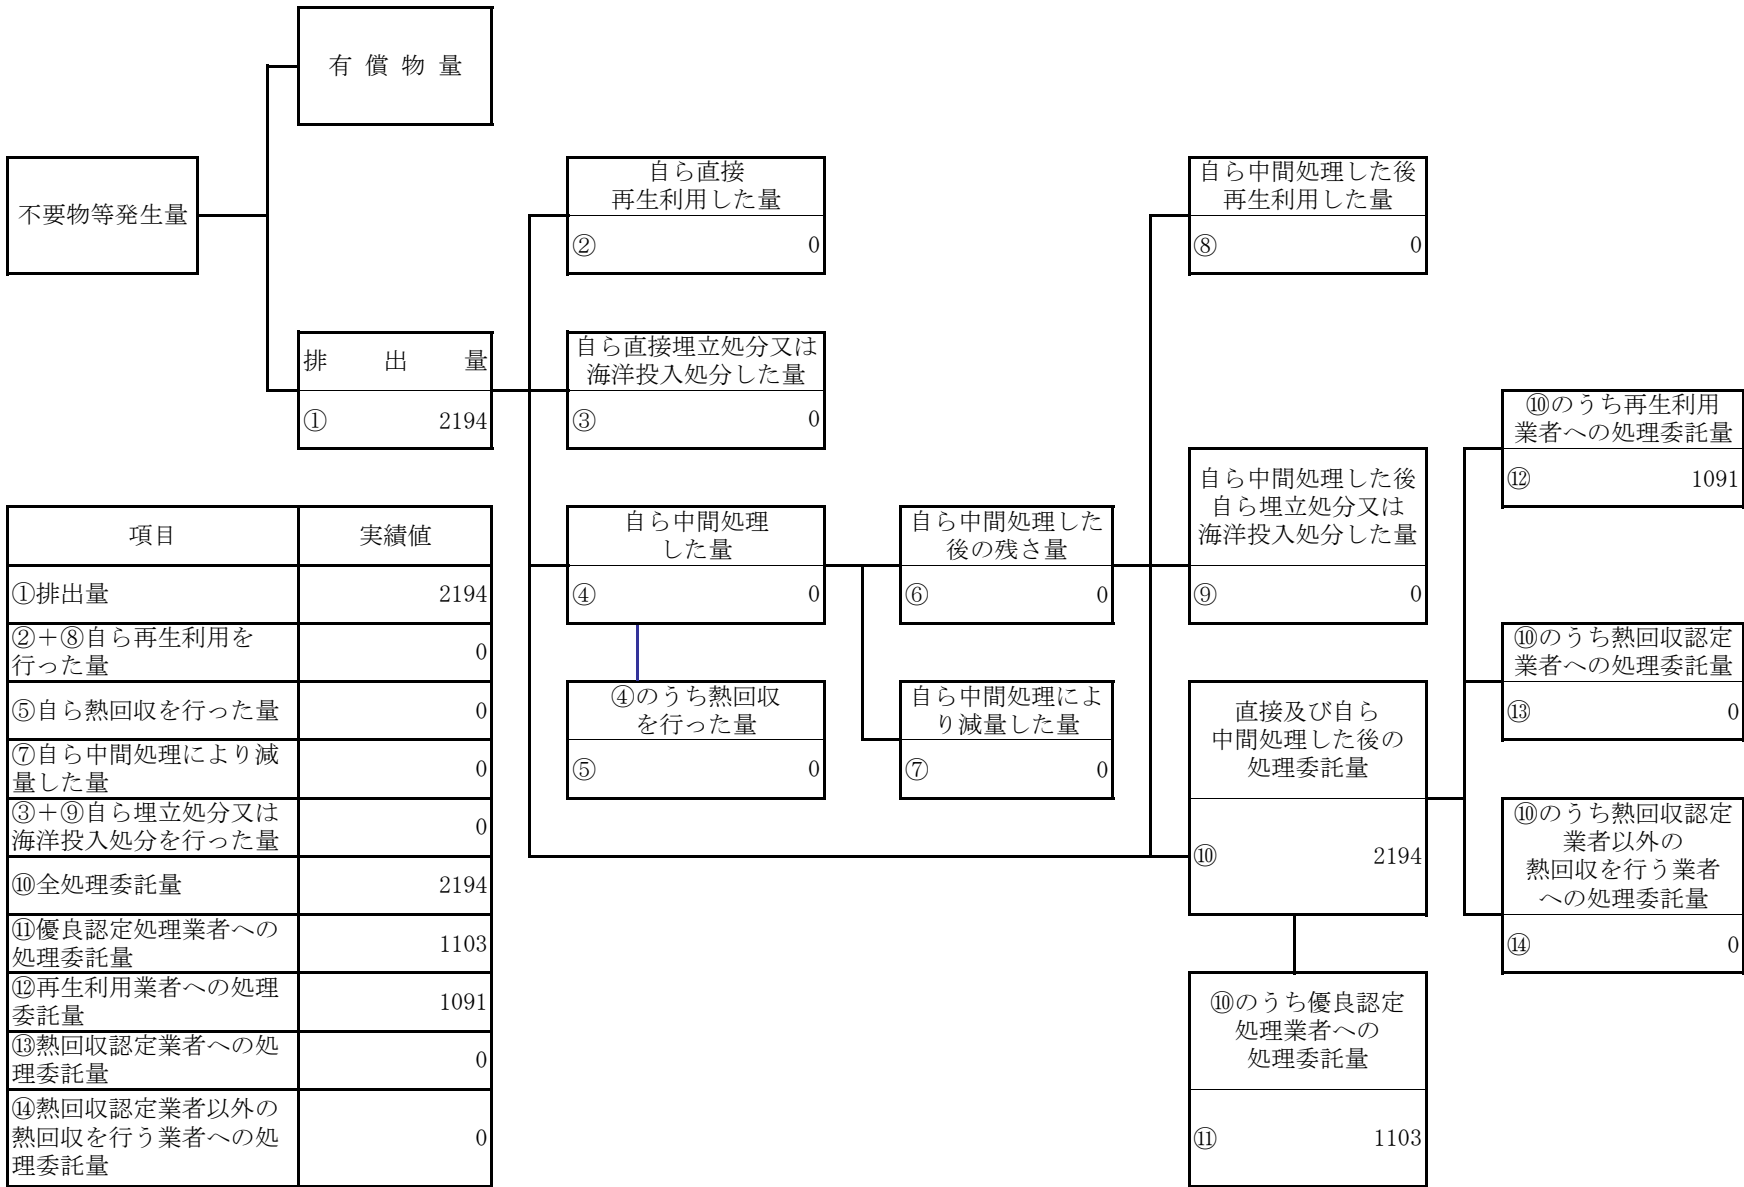 有償物量
不要物等発生量
排出量
① 2194
自ら直接
再生利用した量
② 0
自ら直接埋立処分又は
海洋投入処分した量
③ 0
自ら中間処理
した量
④ 0
④のうち熱回収
を行った量
⑤ 0
自ら中間処理した
後の残さ量
⑥ 0
自ら中間処理によ
り減量した量
⑦ 0
自ら中間処理した後
再生利用した量
⑧ 0
自ら中間処理した後
自ら埋立処分又は
海洋投入処分した量
⑨ 0
直接及び自ら
中間処理した後の
処理委託量
⑩ 2194
⑩のうち優良認定
処理業者への
処理委託量
⑪ 1103
⑩のうち再生利用
業者への処理委託量
⑫ 1091
⑩のうち熱回収認定
業者への処理委託量
⑬ 0
⑩のうち熱回収認定
業者以外の
熱回収を行う業者
への処理委託量
⑭ 0
項目 実績値
①排出量 2194
②＋⑧自ら再生利用を
行った量 0
⑤自ら熱回収を行った量 0
⑦自ら中間処理により減
量した量 0
③＋⑨自ら埋立処分又は
海洋投入処分を行った量 0
⑩全処理委託量 2194
⑪優良認定処理業者への
処理委託量 1103
⑫再生利用業者への処理
委託量 1091
⑬熱回収認定業者への処
理委託量 0
⑭熱回収認定業者以外の
熱回収を行う業者への処 0
理委託量